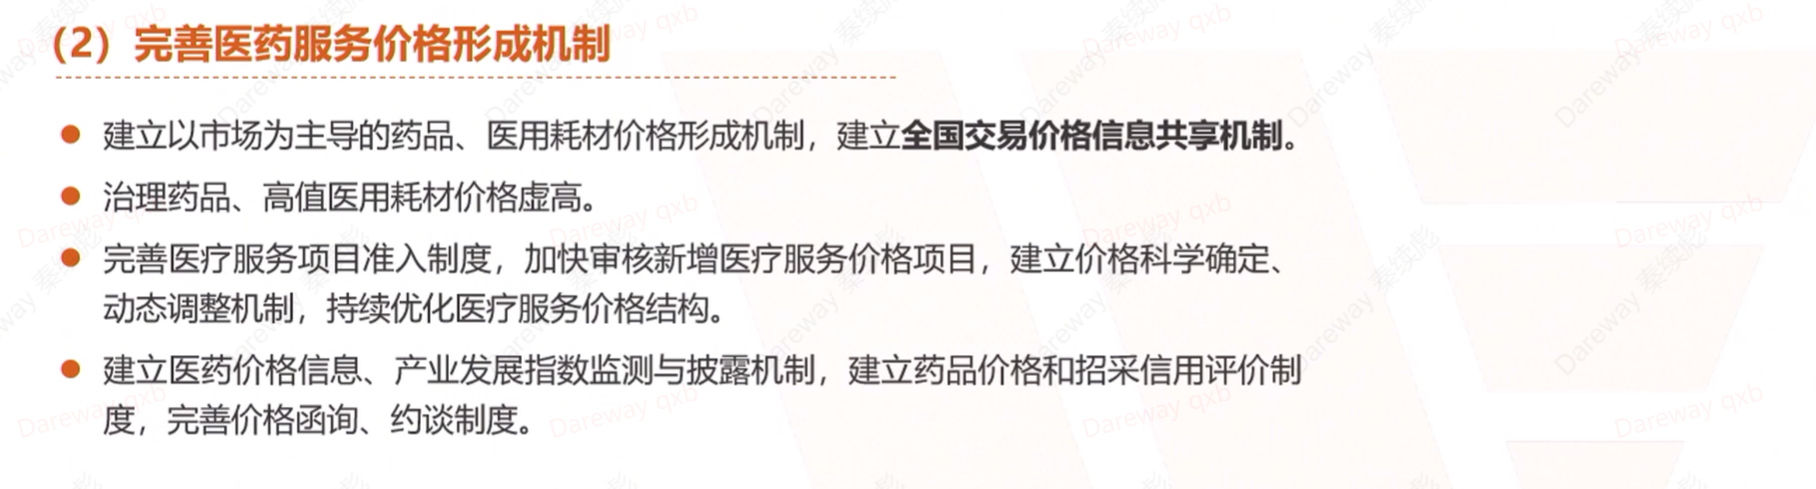 （2）完善医药服务价格形成机制
● 建立以市场为主导的药品、医用耗材价格形成机制，建立全国交易价格信息共享机制。
● 治理药品、高值医用耗材价格虚高。
● 完善医疗服务项目准入制度，加快审核新增医疗服务价格项目，建立价格科学确定、
动态调整机制，持续优化医疗服务价格结构。
● 建立医药价格信息、产业发展指数监测与披露机制，建立药品价格和招采信用评价制
度，完善价格函询、约谈制度。
Dareway qxb